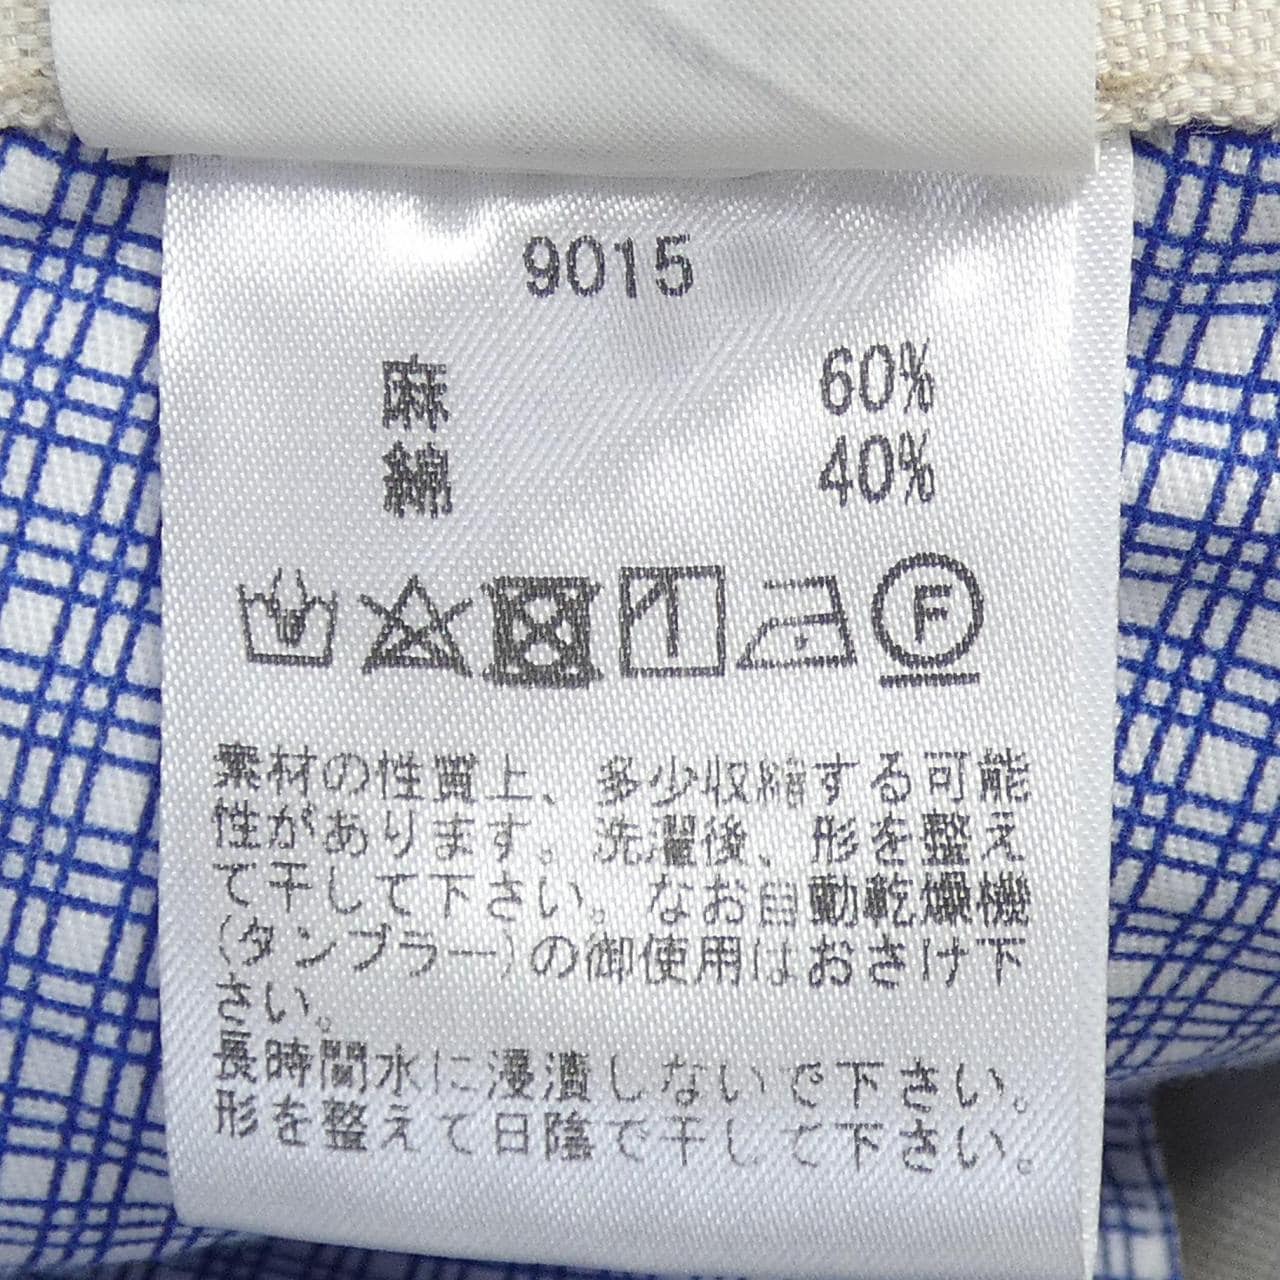 9015
麻 60%
綿 40%
F
素材の性質上、多少収縮する可能
性があります。洗濯後、形を整え
て干して下さい。なお自動乾燥機
(タンブラー)の御使用はおさけ下
さい。
長時間水に浸漬しないで下さい。
形を整えて日陰で干して下さい。